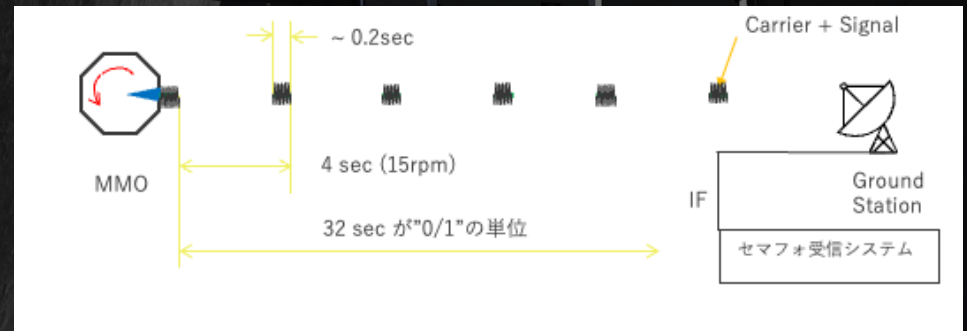 Carrier + Signal
~ 0.2sec
4 sec (15rpm)
MMO
Ground
Station
IF
32 sec が"0/1"の単位
セマフォ受信システム